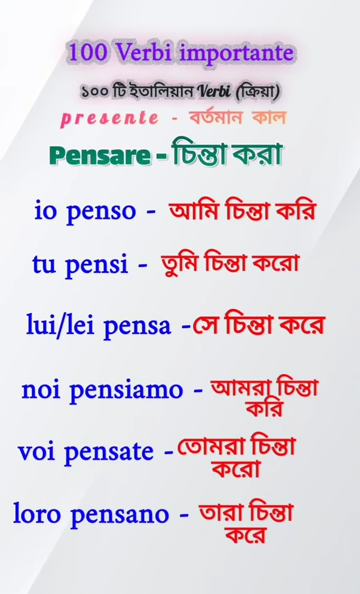 100 Verbi importante
১০০ টি ইতালিয়ান Verbi (ক্রিয়া)
presente - বর্তমান কাল
Pensare - চিন্তা করা
io penso - আমি চিন্তা করি
tu pensi - তুমি চিন্তা করো
lui/lei pensa -সে চিন্তা করে
noi pensiamo - আমরা চিন্তা
করি
voi pensate -তোমরা চিন্তা
করো
loro pensano - তারা চিন্তা
করে